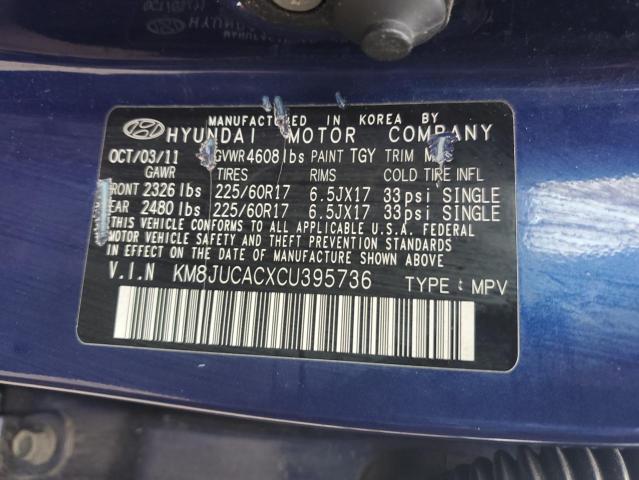 MANUFACTURED IN KOREA BY
HYUNDAI MOTOR COMPANY
OCT/03/11 GVWR 4608 lbs PAINT TGY TRIM
GAWR TIRES RIMS COLD TIRE INFL
FRONT 2326 lbs 225/60R17 6.5JX17 33psi SINGLE
REAR 2480 lbs 225/60R17 6.5JX17 33psi SINGLE
THIS VEHICLE CONFORMS TO ALL APPLICABLE U.S.A. FEDERAL
MOTOR VEHICLE SAFETY AND THEFT PREVENTION STANDARDS
IN EFFECT ON THE DATE OF MANUFACTURE SHOWN ABOVE
V.I.N KM8JUCACXCU395736 TYPE : MPV